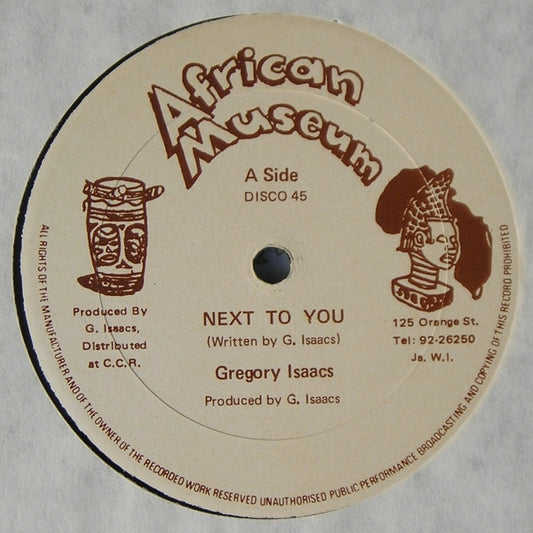 African
Museum
A Side
DISCO 45
Produced By
G. Isaacs,
Distributed
at C.C.R.
NEXT TO YOU
(Written by G. Isaacs)
Gregory Isaacs
Produced by G. Isaacs
125 Orange St.
Tel: 92-26250
Ja. W.I.
ALL RIGHTS OF THE MANUFACTURER AND OF THE OWNER OF THE RECORDED WORK RESERVED UNAUTHORISED PUBLIC PERFORMANCE BROADCASTING AND COPYING OF THIS RECORD PROHIBITED